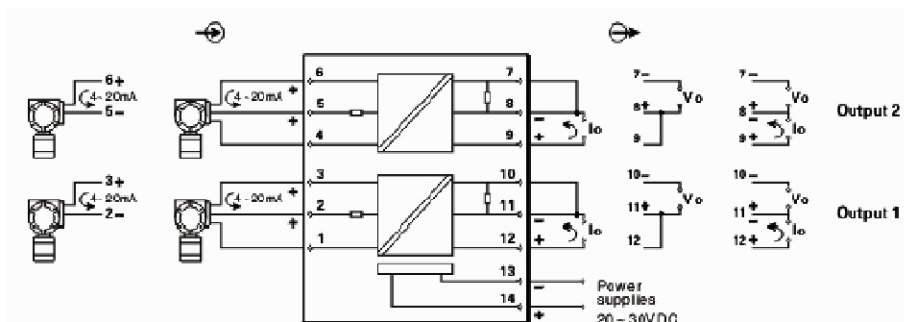 6+
4~20mA
5−
4~20mA
+
+
6
5
4
7
8
9
−
+
Io
7−
8+
9
Vo
7−
8+
−
9+
Vo
Io
Output 2
3+
4~20mA
2−
4~20mA
+
+
3
2
1
10
11
12
−
+
Io
10−
11+
12
Vo
10−
11+
−
12+
Vo
Io
Output 1
13
−
14
+
Power
supplies
20~30VDC